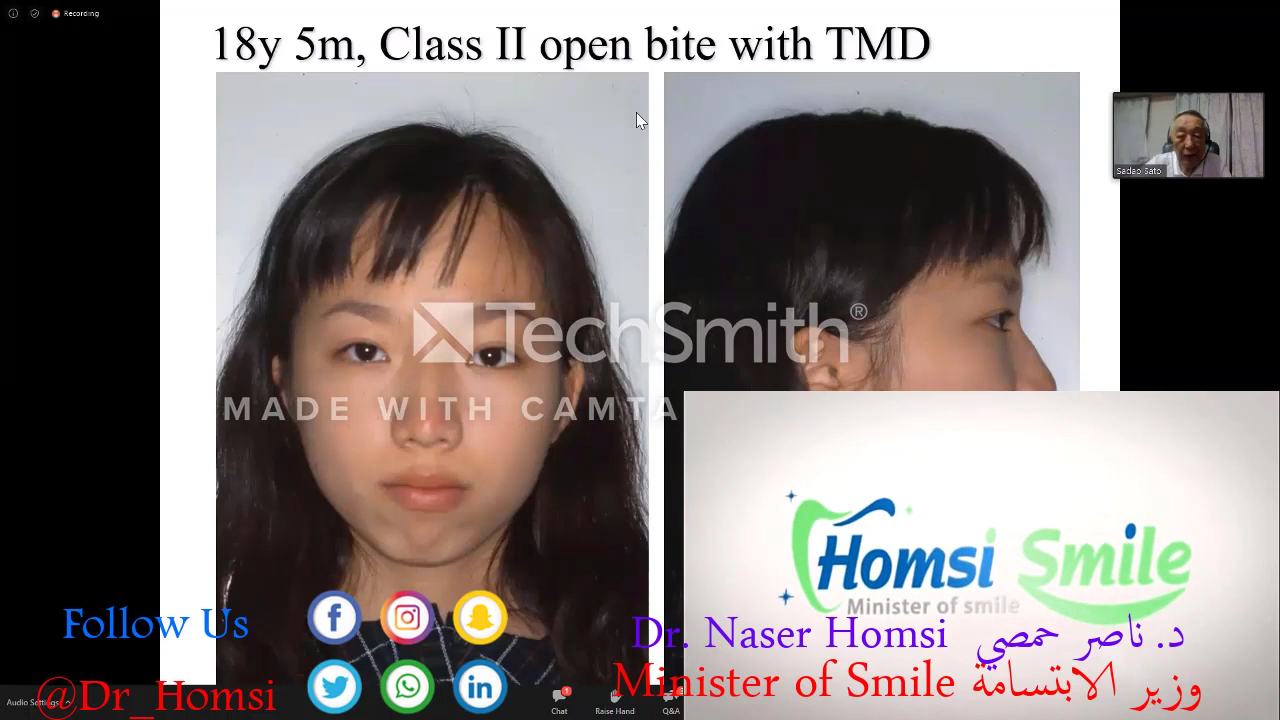 Recording
18y 5m, Class II open bite with TMD
Sadao Sato
TechSmith®
MADE WITH CAMTA
Homsi Smile
Minister of smile
Follow Us
Dr. Naser Homsi د. ناصر حمصي
Minister of Smile وزير الابتسامة
@Dr_Homsi
Audio Settings
Chat
1
Raise Hand
Q&A